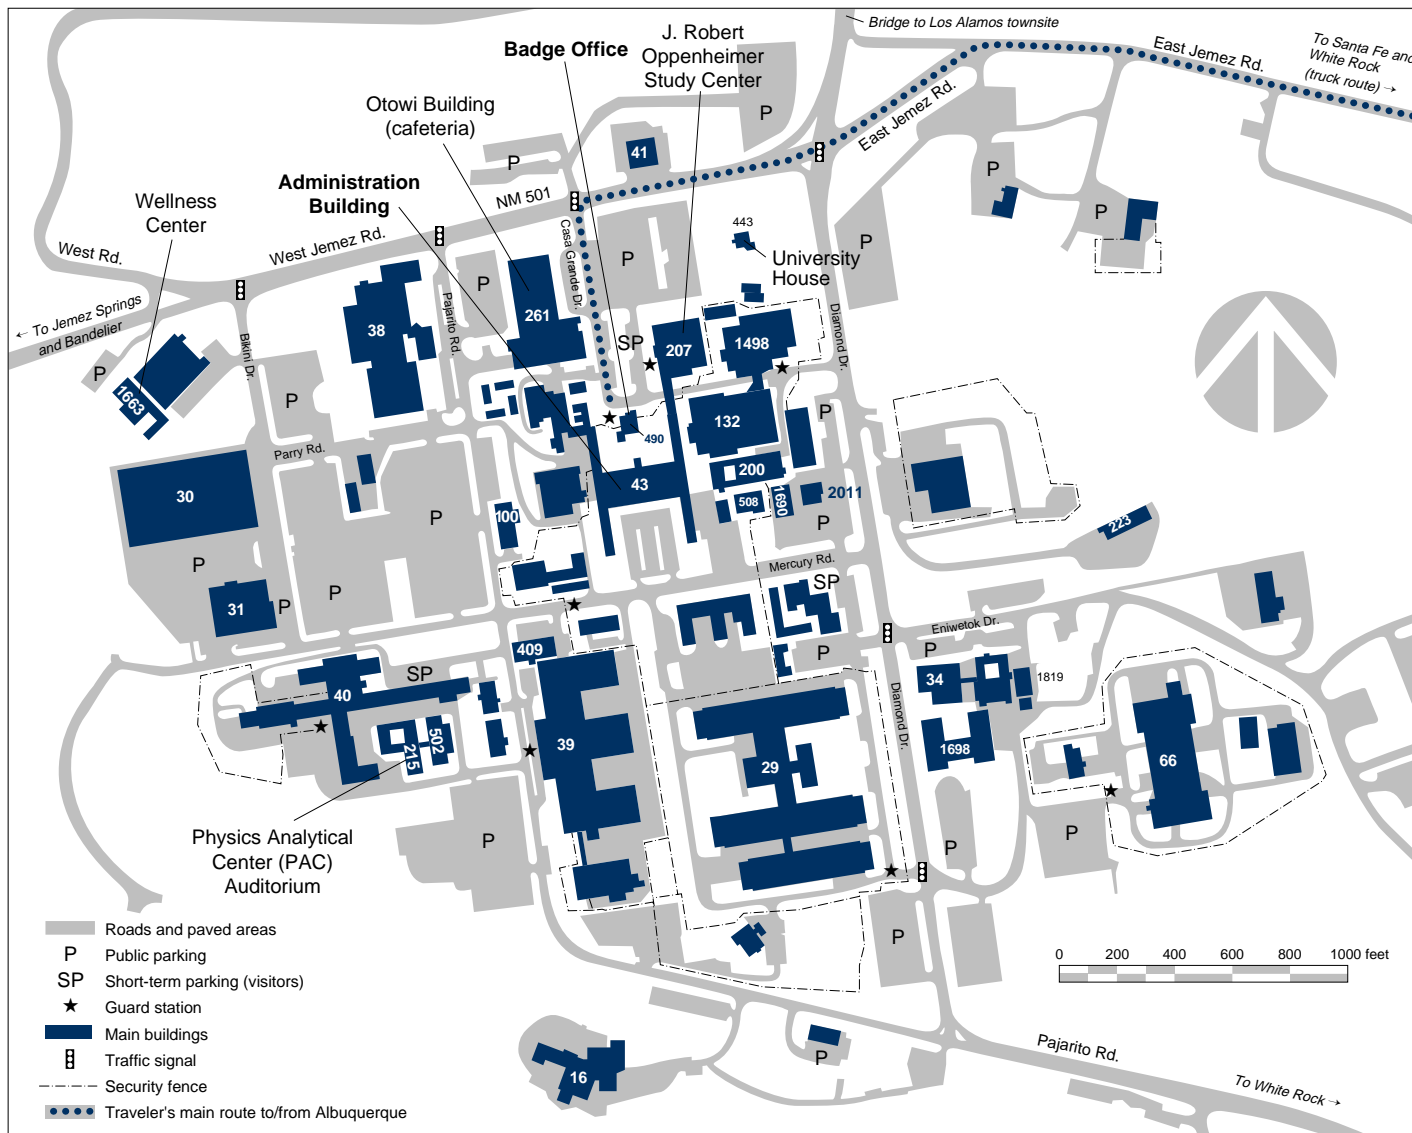 Bridge to Los Alamos townsite
J. Robert
Oppenheimer
Study Center
Badge Office
East Jemez Rd.
To Santa Fe and
White Rock
(truck route) →
Otowi Building
(cafeteria)
P
East Jemez Rd.
41
P
P
Administration
Building
NM 501
Wellness
Center
P
443
West Rd.
West Jemez Rd.
Casa Grande Dr.
P
P
University
House
P
← To Jemez Springs
and Bandelier
Pajarito Rd.
261
38
Diamond Dr.
SP
207
1498
Bikini Dr.
P
1663
P
P
132
490
Parry Rd.
200
43
30
2011
1690
508
100
P
P
223
Mercury Rd.
P
SP
P
31
P
Eniwetok Dr.
409
P
P
SP
34
1819
40
Diamond Dr.
502
215
39
1698
29
66
P
P
P
Physics Analytical
Center (PAC)
Auditorium
P
Roads and paved areas
P Public parking
SP Short-term parking (visitors)
★ Guard station
Main buildings
Traffic signal
Security fence
Traveler's main route to/from Albuquerque
0 200 400 600 800 1000 feet
Pajarito Rd.
P
16
To White Rock →